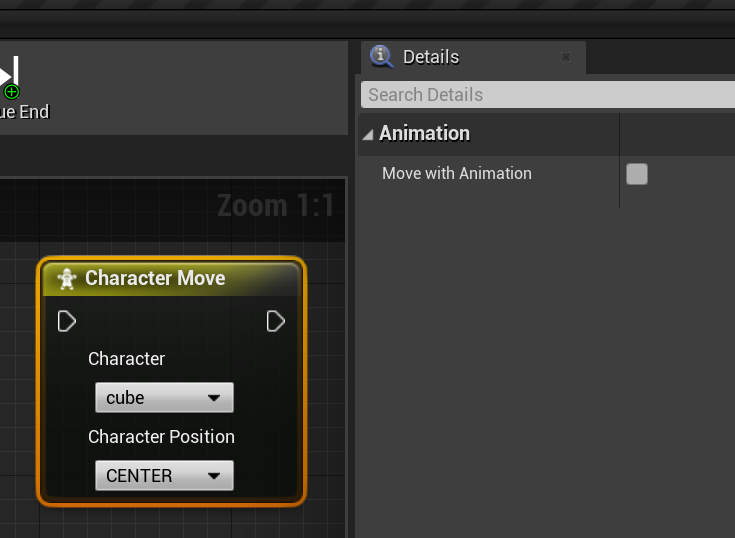 Details
Search Details
ue End
Animation
Move with Animation
Zoom 1:1
Character Move
Character
cube
Character Position
CENTER